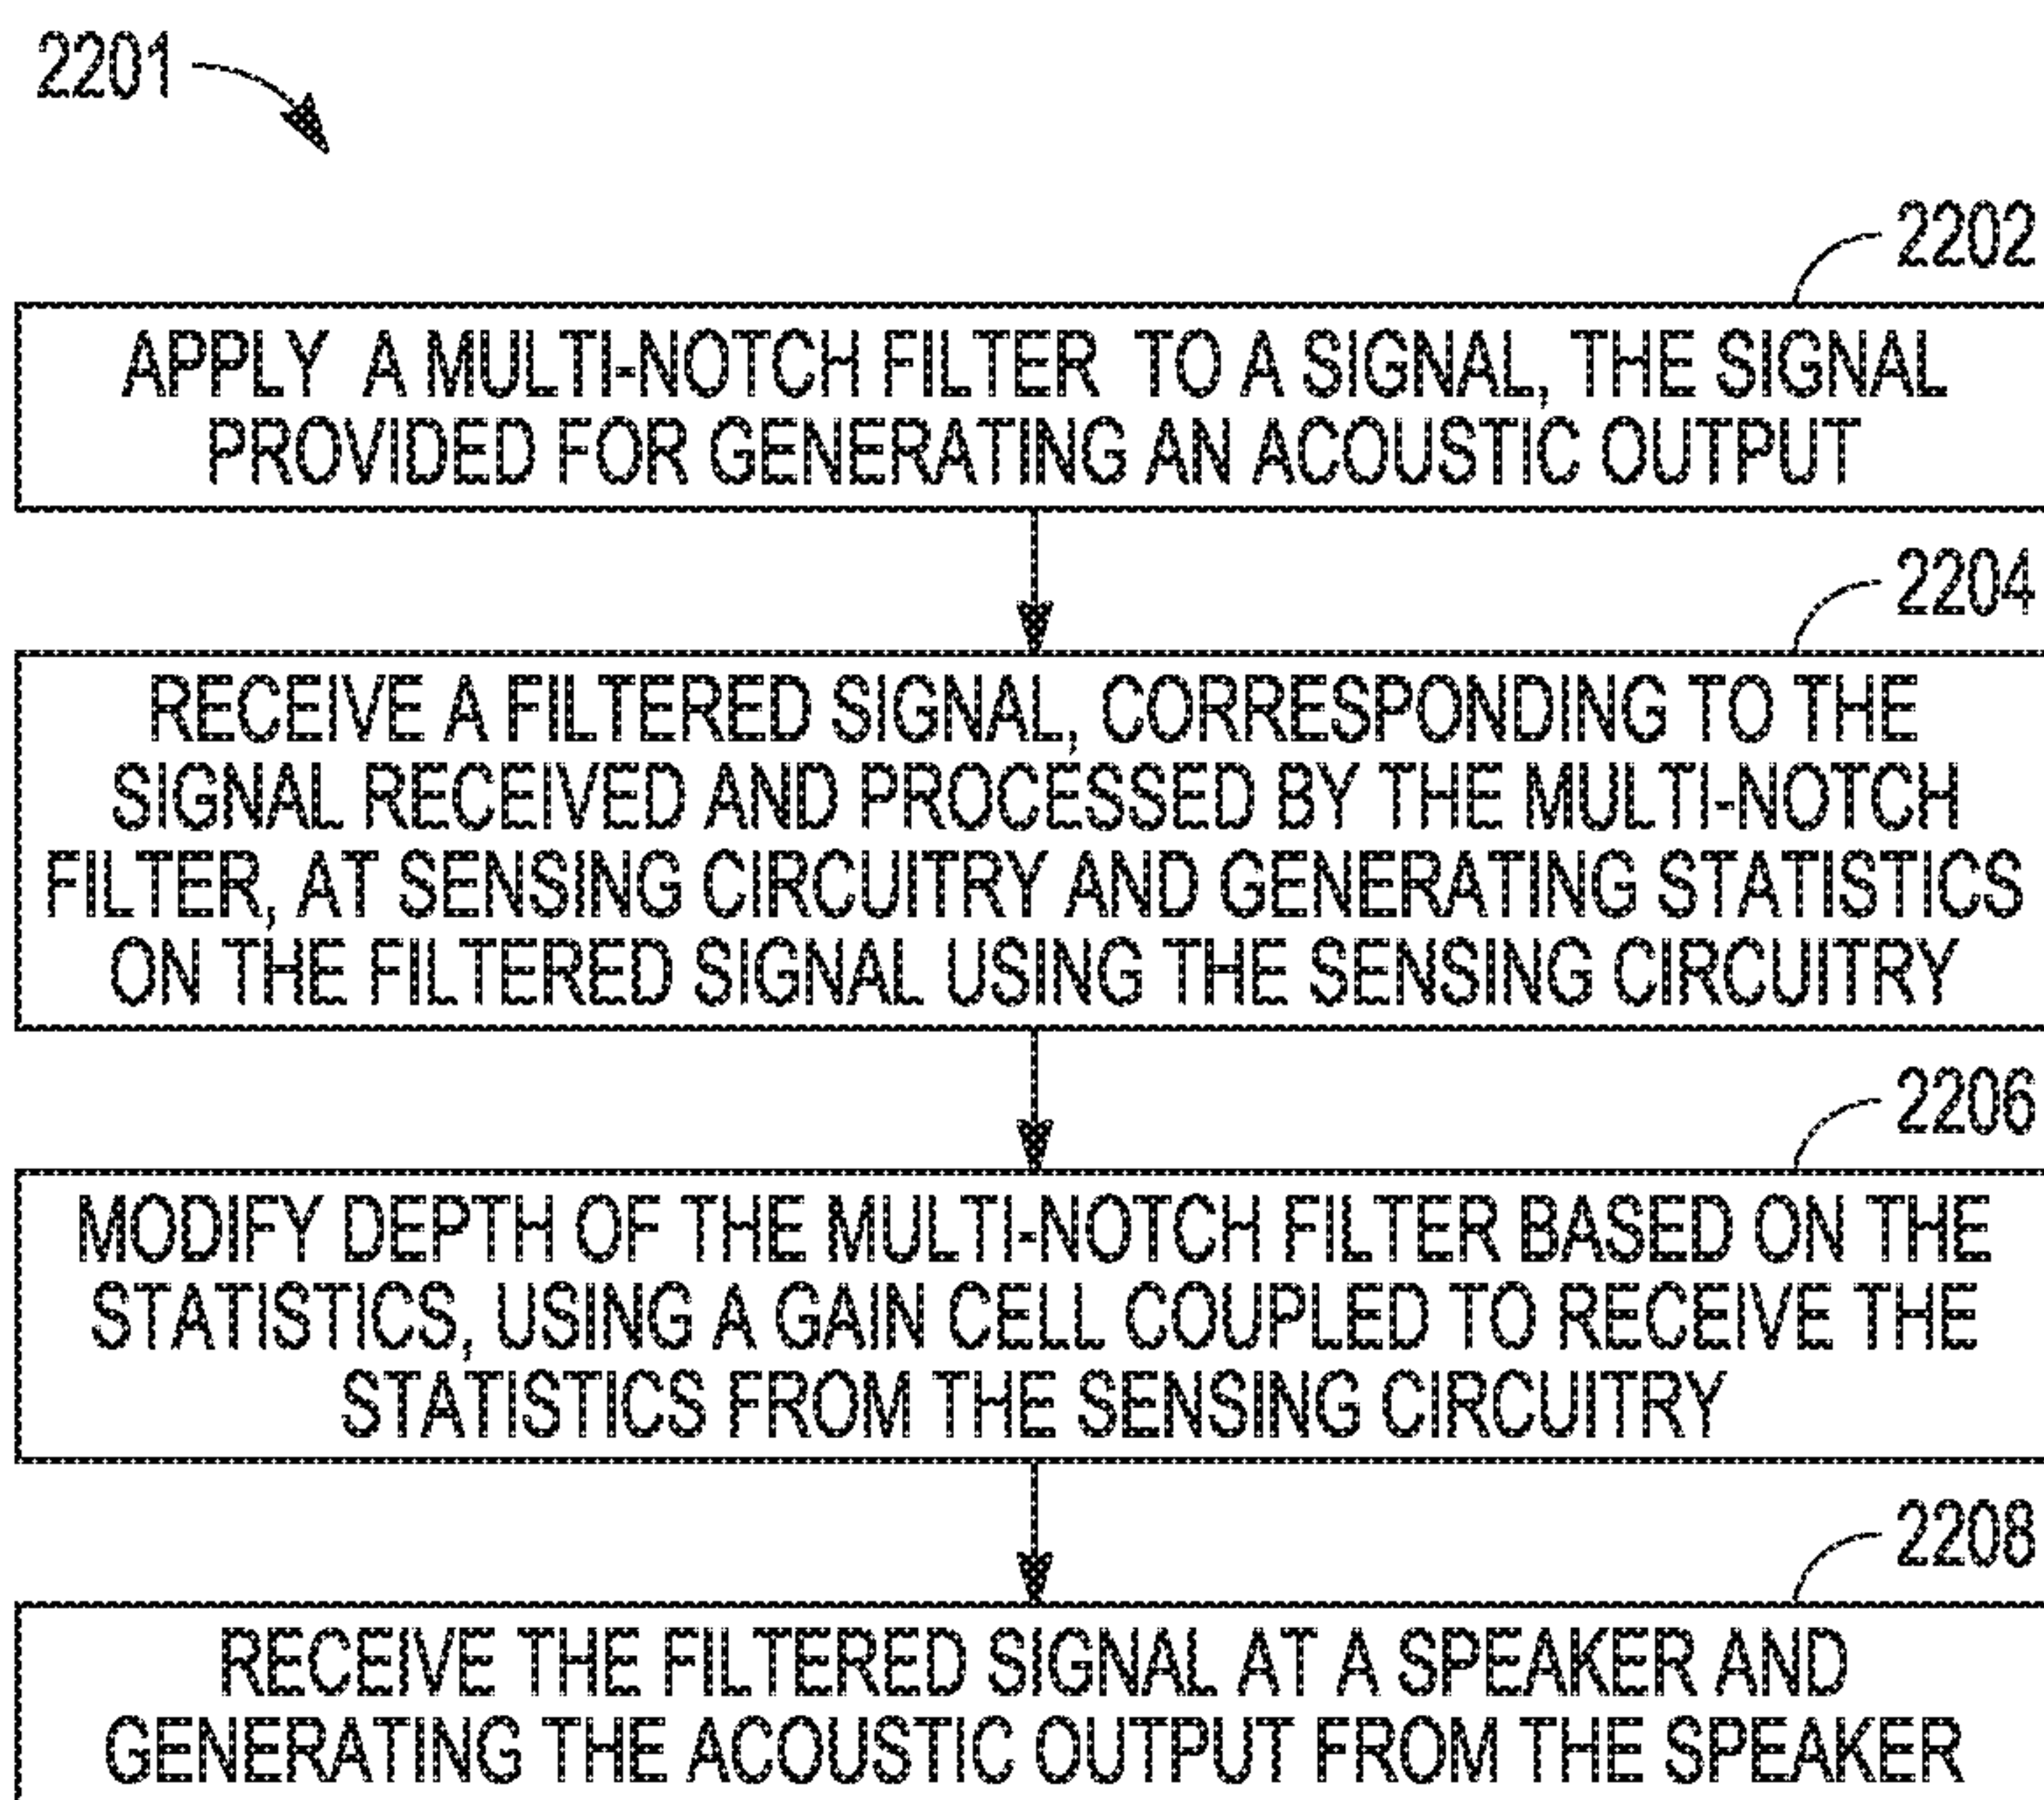 2201
2202
APPLY A MULTI-NOTCH FILTER TO A SIGNAL, THE SIGNAL
PROVIDED FOR GENERATING AN ACOUSTIC OUTPUT
2204
RECEIVE A FILTERED SIGNAL, CORRESPONDING TO THE
SIGNAL RECEIVED AND PROCESSED BY THE MULTI-NOTCH
FILTER, AT SENSING CIRCUITRY AND GENERATING STATISTICS
ON THE FILTERED SIGNAL USING THE SENSING CIRCUITRY
2206
MODIFY DEPTH OF THE MULTI-NOTCH FILTER BASED ON THE
STATISTICS, USING A GAIN CELL COUPLED TO RECEIVE THE
STATISTICS FROM THE SENSING CIRCUITRY
2208
RECEIVE THE FILTERED SIGNAL AT A SPEAKER AND
GENERATING THE ACOUSTIC OUTPUT FROM THE SPEAKER